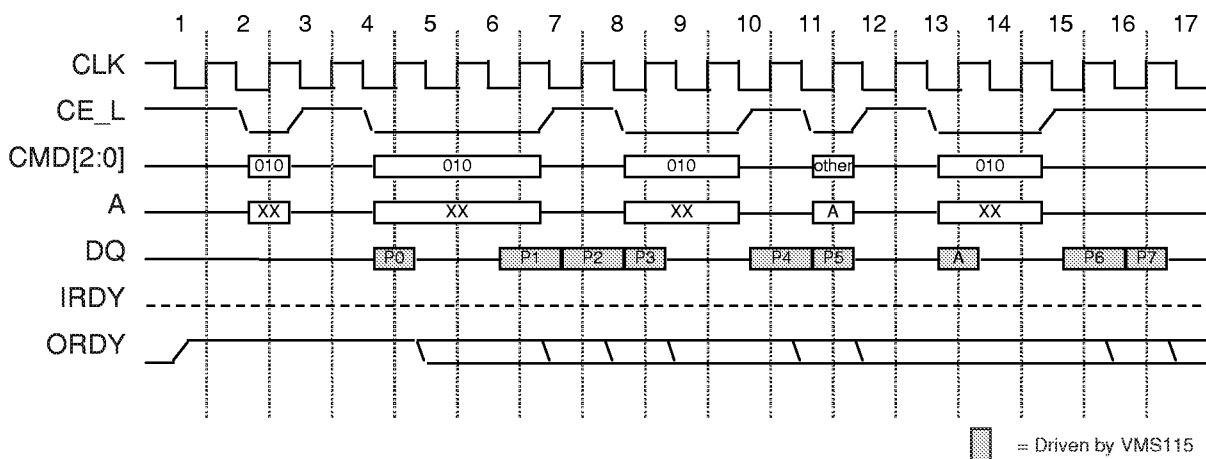 1 2 3 4 5 6 7 8 9 10 11 12 13 14 15 16 17
CLK
CE_L
CMD[2:0] 010 010 010 other 010
A XX XX XX A XX
DQ P0 P1 P2 P3 P4 P5 A P6 P7
IRDY
ORDY
= Driven by VMS115